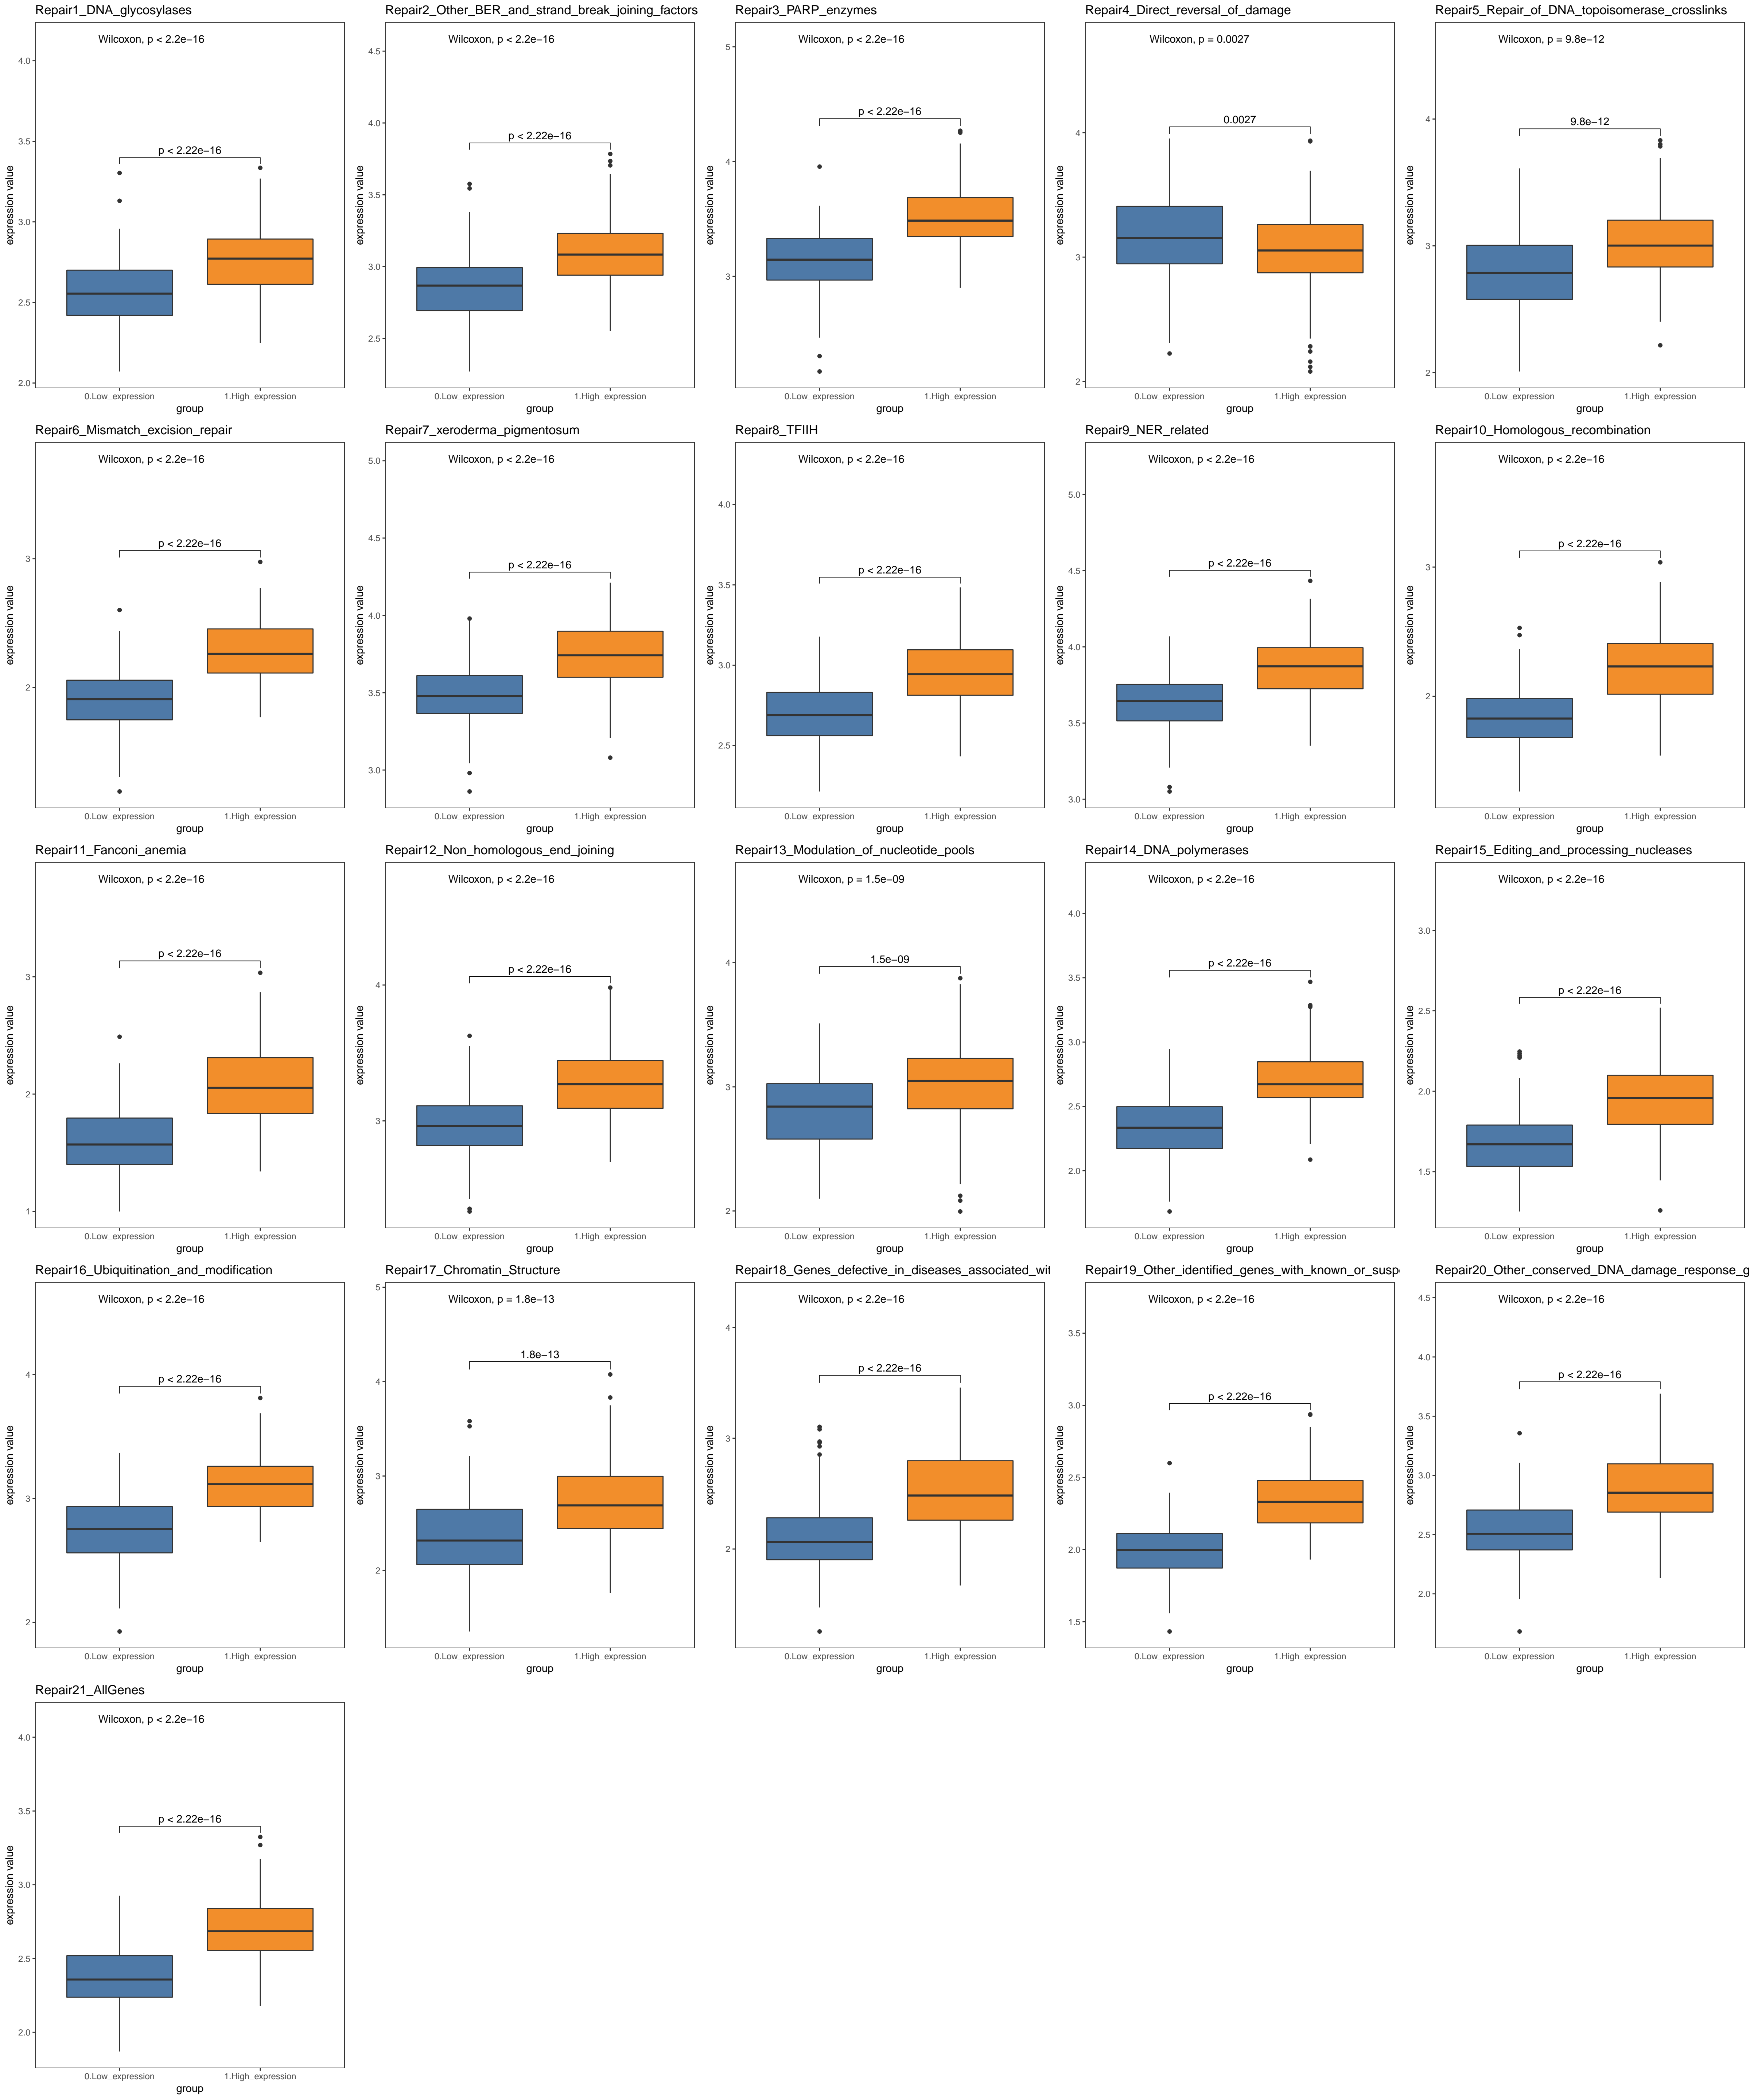 Repair1_DNA_glycosylases
Wilcoxon, p < 2.2e−16
p < 2.22e−16
4.0
3.5
3.0
2.5
2.0
expression value
0.Low_expression 1.High_expression
group
Repair2_Other_BER_and_strand_break_joining_factors
Wilcoxon, p < 2.2e−16
p < 2.22e−16
4.5
4.0
3.5
3.0
2.5
expression value
0.Low_expression 1.High_expression
group
Repair3_PARP_enzymes
Wilcoxon, p < 2.2e−16
p < 2.22e−16
5
4
3
expression value
0.Low_expression 1.High_expression
group
Repair4_Direct_reversal_of_damage
Wilcoxon, p = 0.0027
0.0027
4
3
2
expression value
0.Low_expression 1.High_expression
group
Repair5_Repair_of_DNA_topoisomerase_crosslinks
Wilcoxon, p = 9.8e−12
9.8e−12
4
3
2
expression value
0.Low_expression 1.High_expression
group
Repair6_Mismatch_excision_repair
Wilcoxon, p < 2.2e−16
p < 2.22e−16
3
2
expression value
0.Low_expression 1.High_expression
group
Repair7_xeroderma_pigmentosum
Wilcoxon, p < 2.2e−16
p < 2.22e−16
5.0
4.5
4.0
3.5
3.0
expression value
0.Low_expression 1.High_expression
group
Repair8_TFIIH
Wilcoxon, p < 2.2e−16
p < 2.22e−16
4.0
3.5
3.0
2.5
expression value
0.Low_expression 1.High_expression
group
Repair9_NER_related
Wilcoxon, p < 2.2e−16
p < 2.22e−16
5.0
4.5
4.0
3.5
3.0
expression value
0.Low_expression 1.High_expression
group
Repair10_Homologous_recombination
Wilcoxon, p < 2.2e−16
p < 2.22e−16
3
2
expression value
0.Low_expression 1.High_expression
group
Repair11_Fanconi_anemia
Wilcoxon, p < 2.2e−16
p < 2.22e−16
3
2
1
expression value
0.Low_expression 1.High_expression
group
Repair12_Non_homologous_end_joining
Wilcoxon, p < 2.2e−16
p < 2.22e−16
4
3
expression value
0.Low_expression 1.High_expression
group
Repair13_Modulation_of_nucleotide_pools
Wilcoxon, p = 1.5e−09
1.5e−09
4
3
2
expression value
0.Low_expression 1.High_expression
group
Repair14_DNA_polymerases
Wilcoxon, p < 2.2e−16
p < 2.22e−16
4.0
3.5
3.0
2.5
2.0
expression value
0.Low_expression 1.High_expression
group
Repair15_Editing_and_processing_nucleases
Wilcoxon, p < 2.2e−16
p < 2.22e−16
3.0
2.5
2.0
1.5
expression value
0.Low_expression 1.High_expression
group
Repair16_Ubiquitination_and_modification
Wilcoxon, p < 2.2e−16
p < 2.22e−16
4
3
2
expression value
0.Low_expression 1.High_expression
group
Repair17_Chromatin_Structure
Wilcoxon, p = 1.8e−13
1.8e−13
5
4
3
2
expression value
0.Low_expression 1.High_expression
group
Repair18_Genes_defective_in_diseases_associated_wit
Wilcoxon, p < 2.2e−16
p < 2.22e−16
4
3
2
expression value
0.Low_expression 1.High_expression
group
Repair19_Other_identified_genes_with_known_or_susp
Wilcoxon, p < 2.2e−16
p < 2.22e−16
3.5
3.0
2.5
2.0
1.5
expression value
0.Low_expression 1.High_expression
group
Repair20_Other_conserved_DNA_damage_response_g
Wilcoxon, p < 2.2e−16
p < 2.22e−16
4.5
4.0
3.5
3.0
2.5
2.0
expression value
0.Low_expression 1.High_expression
group
Repair21_AllGenes
Wilcoxon, p < 2.2e−16
p < 2.22e−16
4.0
3.5
3.0
2.5
2.0
expression value
0.Low_expression 1.High_expression
group